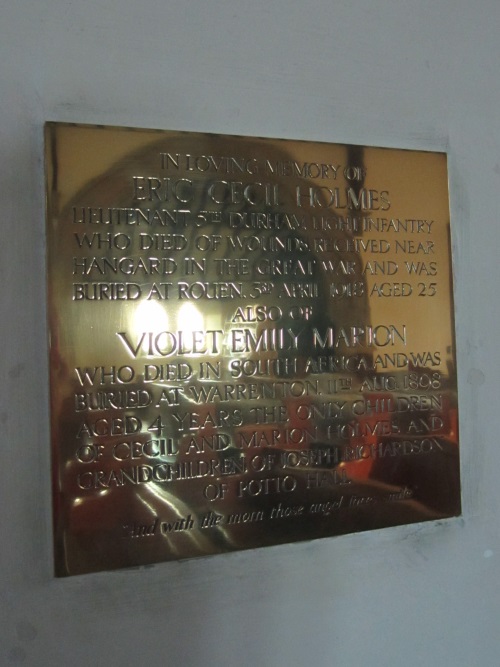 IN LOVING MEMORY OF
ERIC CECIL HOLMES
LIEUTENANT 5TH DURHAM LIGHT INFANTRY
WHO DIED OF WOUNDS RECEIVED NEAR
HANGARD IN THE GREAT WAR AND WAS
BURIED AT ROUEN. 5TH APRIL 1918 AGED 25
ALSO OF
VIOLET EMILY MARION
WHO DIED IN SOUTH AFRICA AND WAS
BURIED AT WARRENTON 11TH AUG. 1898
AGED 4 YEARS. THE ONLY CHILDREN
OF CECIL AND MARION HOLMES AND
GRANDCHILDREN OF JOSEPH RICHARDSON
OF POTTO HALL
"And with the morn those angel faces smile"